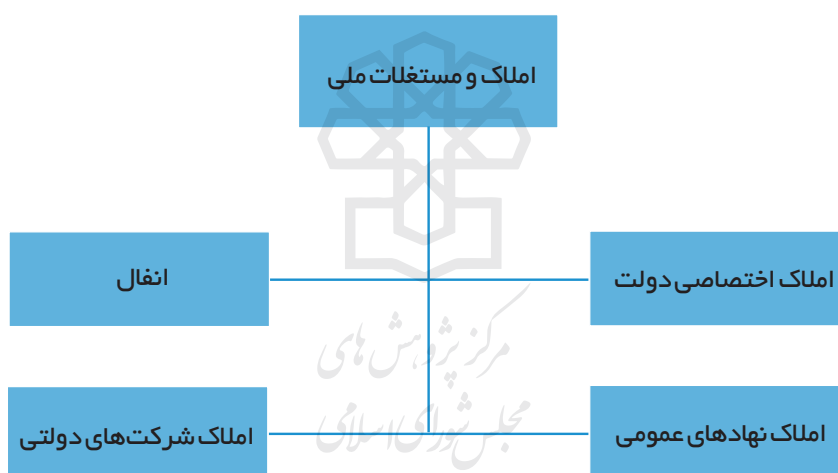 املاک و مستغلات ملی
املاک اختصاصی دولت
انفال
مرکز پژوهش‌های
مجلس شورای اسلامی
املاک نهادهای عمومی
املاک شرکت‌های دولتی